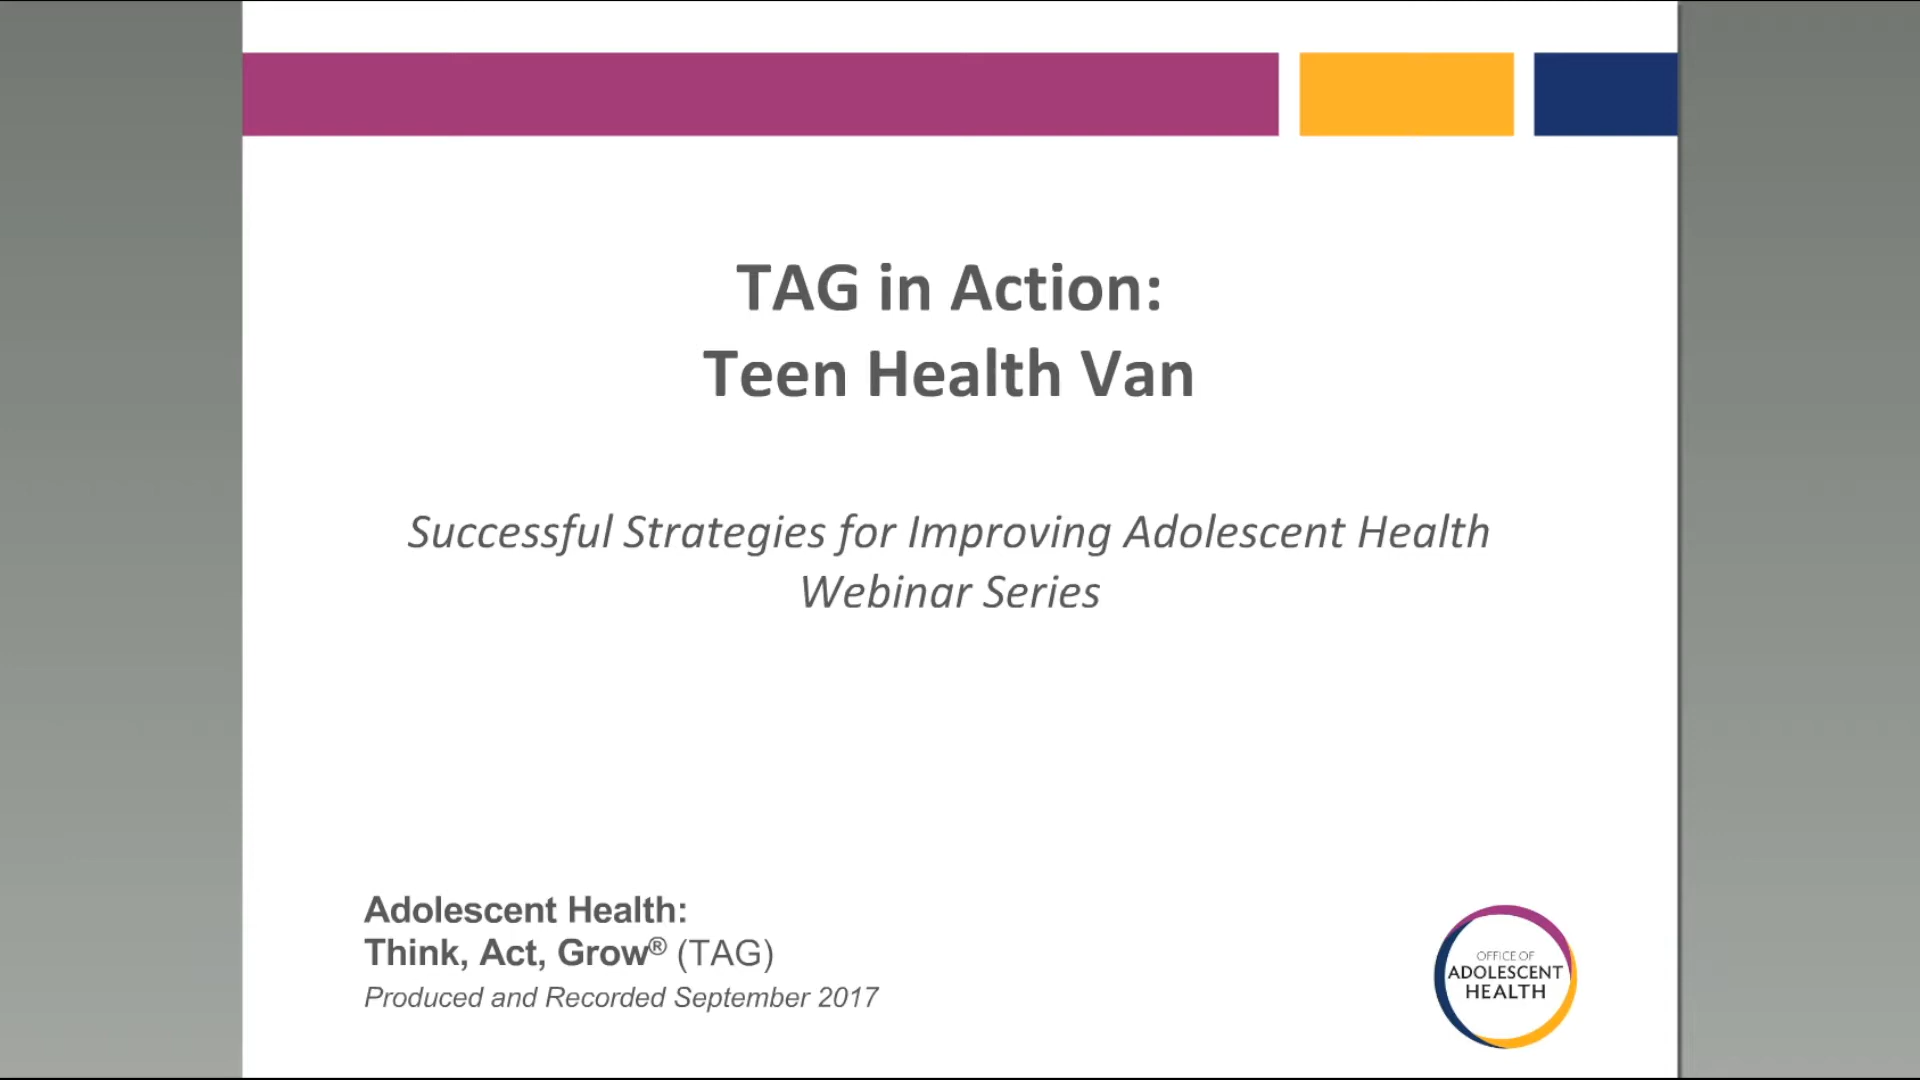 TAG in Action:
Teen Health Van
Successful Strategies for Improving Adolescent Health
Webinar Series
Adolescent Health:
Think, Act, Grow® (TAG)
Produced and Recorded September 2017
OFFICE OF
ADOLESCENT
HEALTH